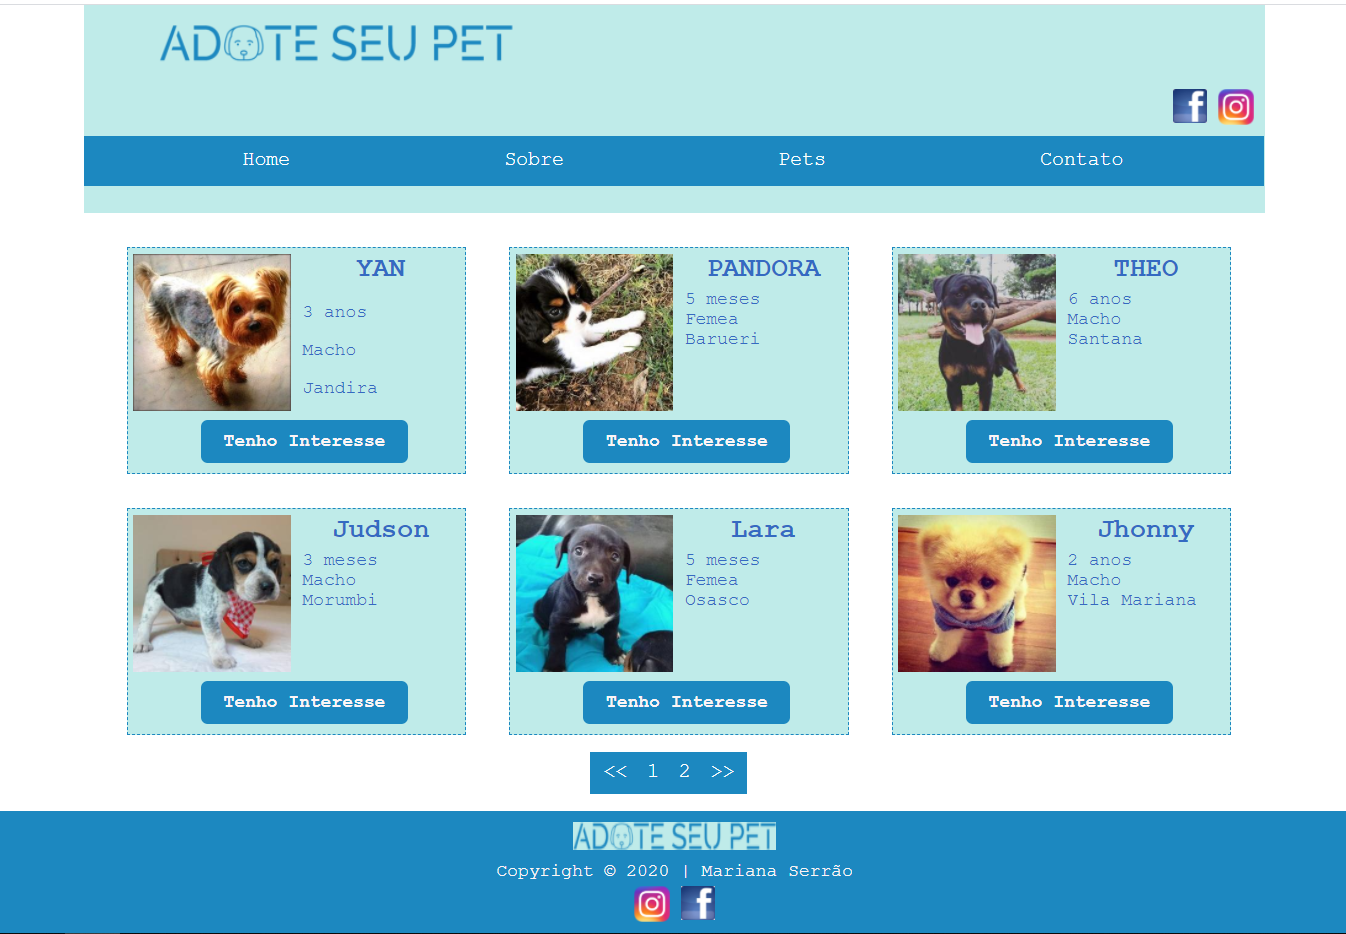 ADOTE SEU PET
Home Sobre Pets Contato
YAN
3 anos
Macho
Jandira
Tenho Interesse
PANDORA
5 meses
Femea
Barueri
Tenho Interesse
THEO
6 anos
Macho
Santana
Tenho Interesse
Judson
3 meses
Macho
Morumbi
Tenho Interesse
Lara
5 meses
Femea
Osasco
Tenho Interesse
Jhonny
2 anos
Macho
Vila Mariana
Tenho Interesse
<< 1 2 >>
ADOTE SEU PET
Copyright © 2020 | Mariana Serrão